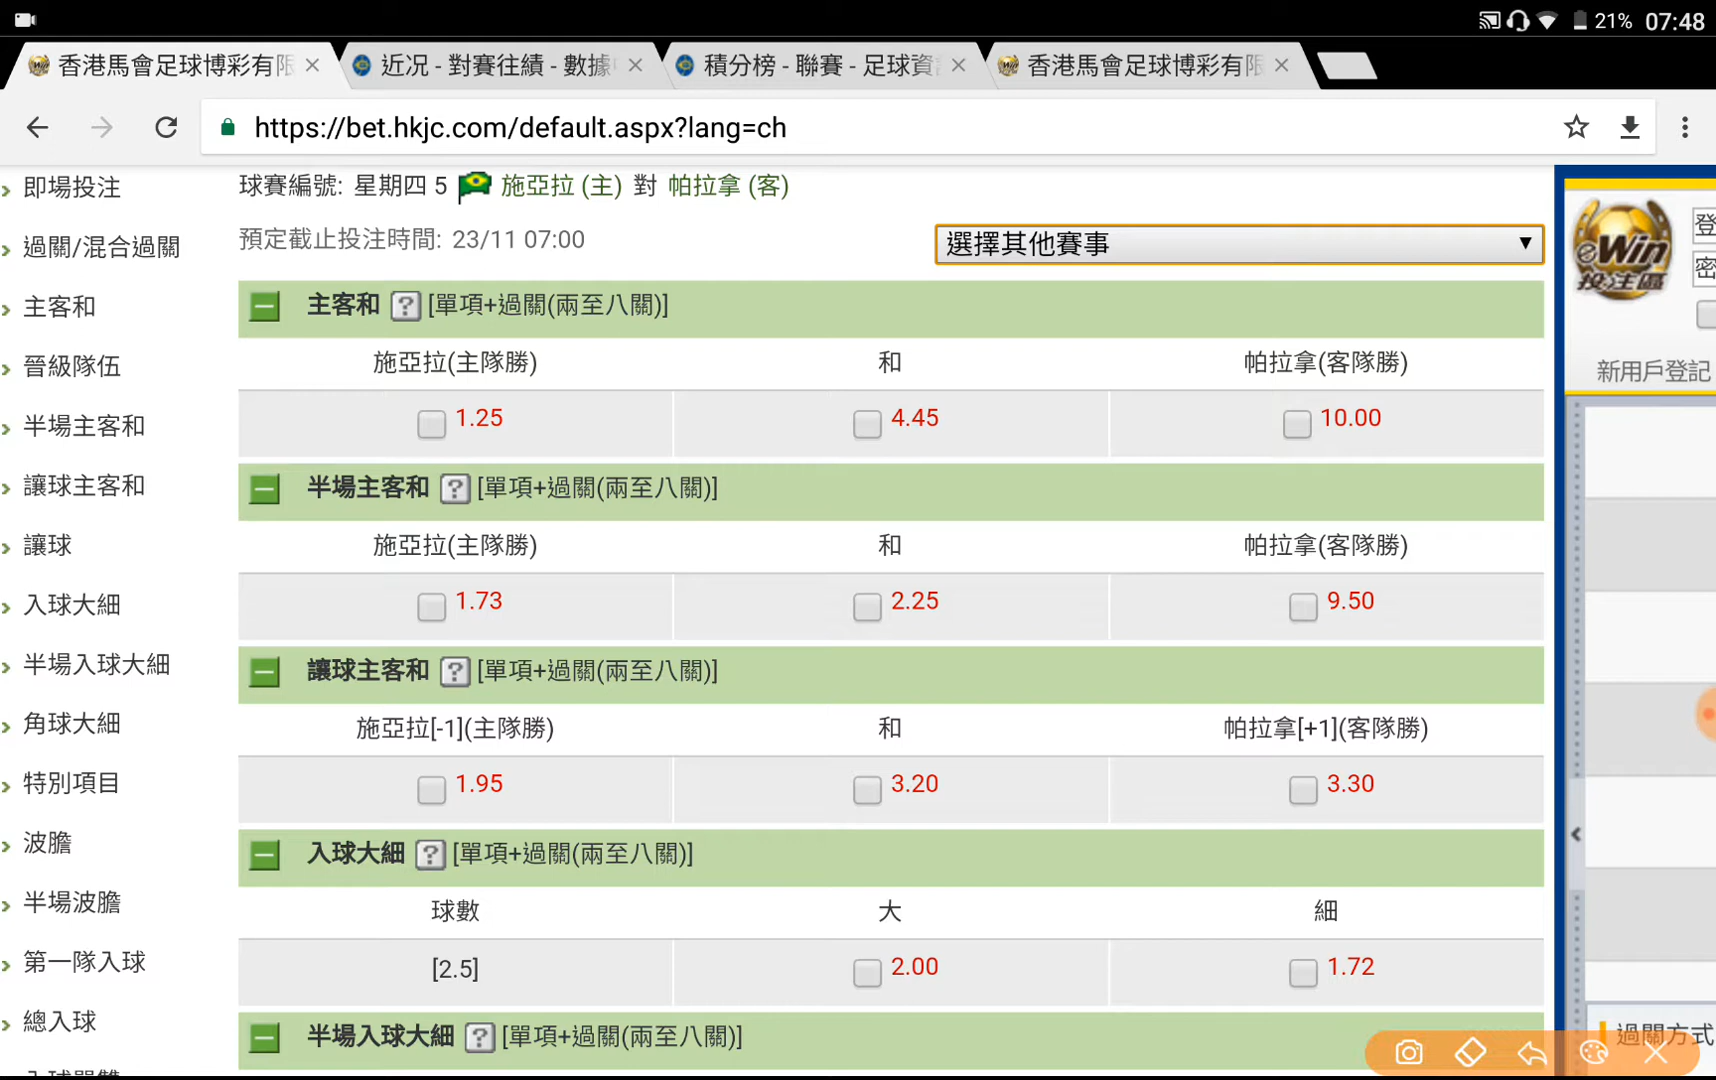 21% 07:48
香港馬會足球博彩有限
近況 - 對賽往績 - 數據
積分榜 - 聯賽 - 足球資
香港馬會足球博彩有限
https://bet.hkjc.com/default.aspx?lang=ch
即場投注
過關/混合過關
主客和
晉級隊伍
半場主客和
讓球主客和
讓球
入球大細
半場入球大細
角球大細
特別項目
波膽
半場波膽
第一隊入球
總入球
球賽編號: 星期四 5 施亞拉 (主) 對 帕拉拿 (客)
預定截止投注時間: 23/11 07:00
選擇其他賽事
主客和 ? [單項+過關(兩至八關)]
施亞拉(主隊勝) 和 帕拉拿(客隊勝)
1.25 4.45 10.00
半場主客和 ? [單項+過關(兩至八關)]
施亞拉(主隊勝) 和 帕拉拿(客隊勝)
1.73 2.25 9.50
讓球主客和 ? [單項+過關(兩至八關)]
施亞拉[-1](主隊勝) 和 帕拉拿[+1](客隊勝)
1.95 3.20 3.30
入球大細 ? [單項+過關(兩至八關)]
球數 大 細
[2.5] 2.00 1.72
半場入球大細 ? [單項+過關(兩至八關)]
eWin
投注區
登
密
新用戶登記
過關方式